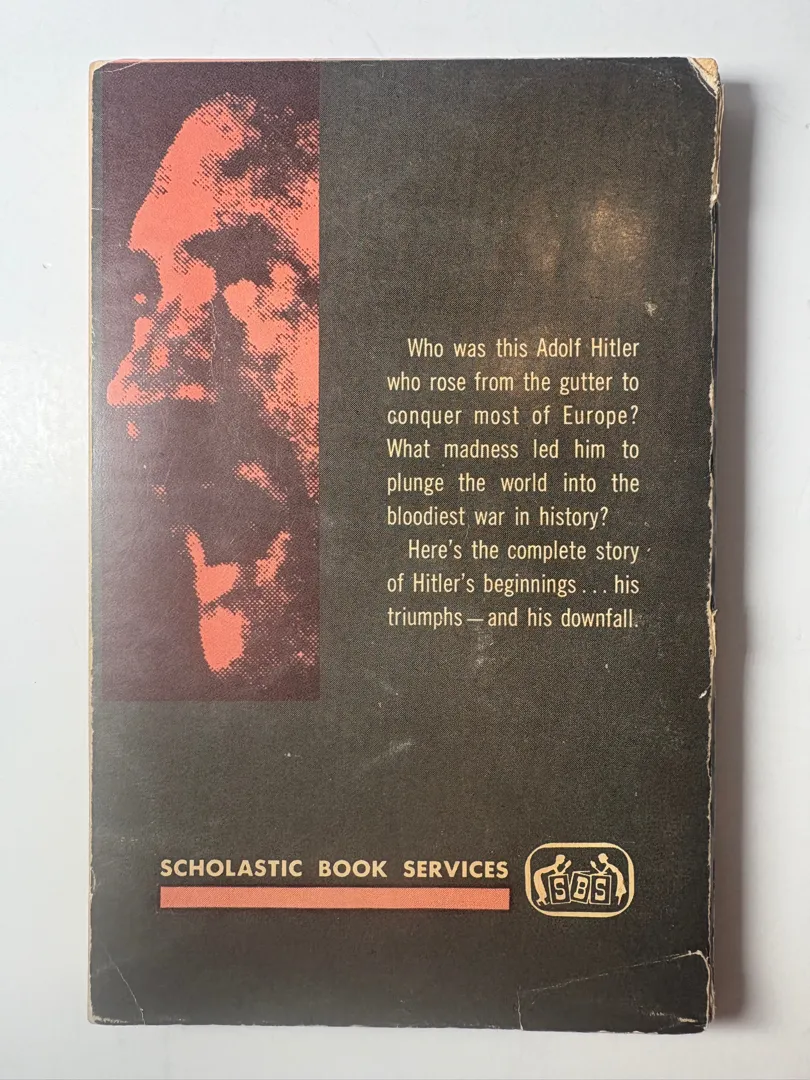 Who was this Adolf Hitler
who rose from the gutter to
conquer most of Europe?
What madness led him to
plunge the world into the
bloodiest war in history?
Here's the complete story
of Hitler's beginnings... his
triumphs—and his downfall.
SCHOLASTIC BOOK SERVICES
SBS